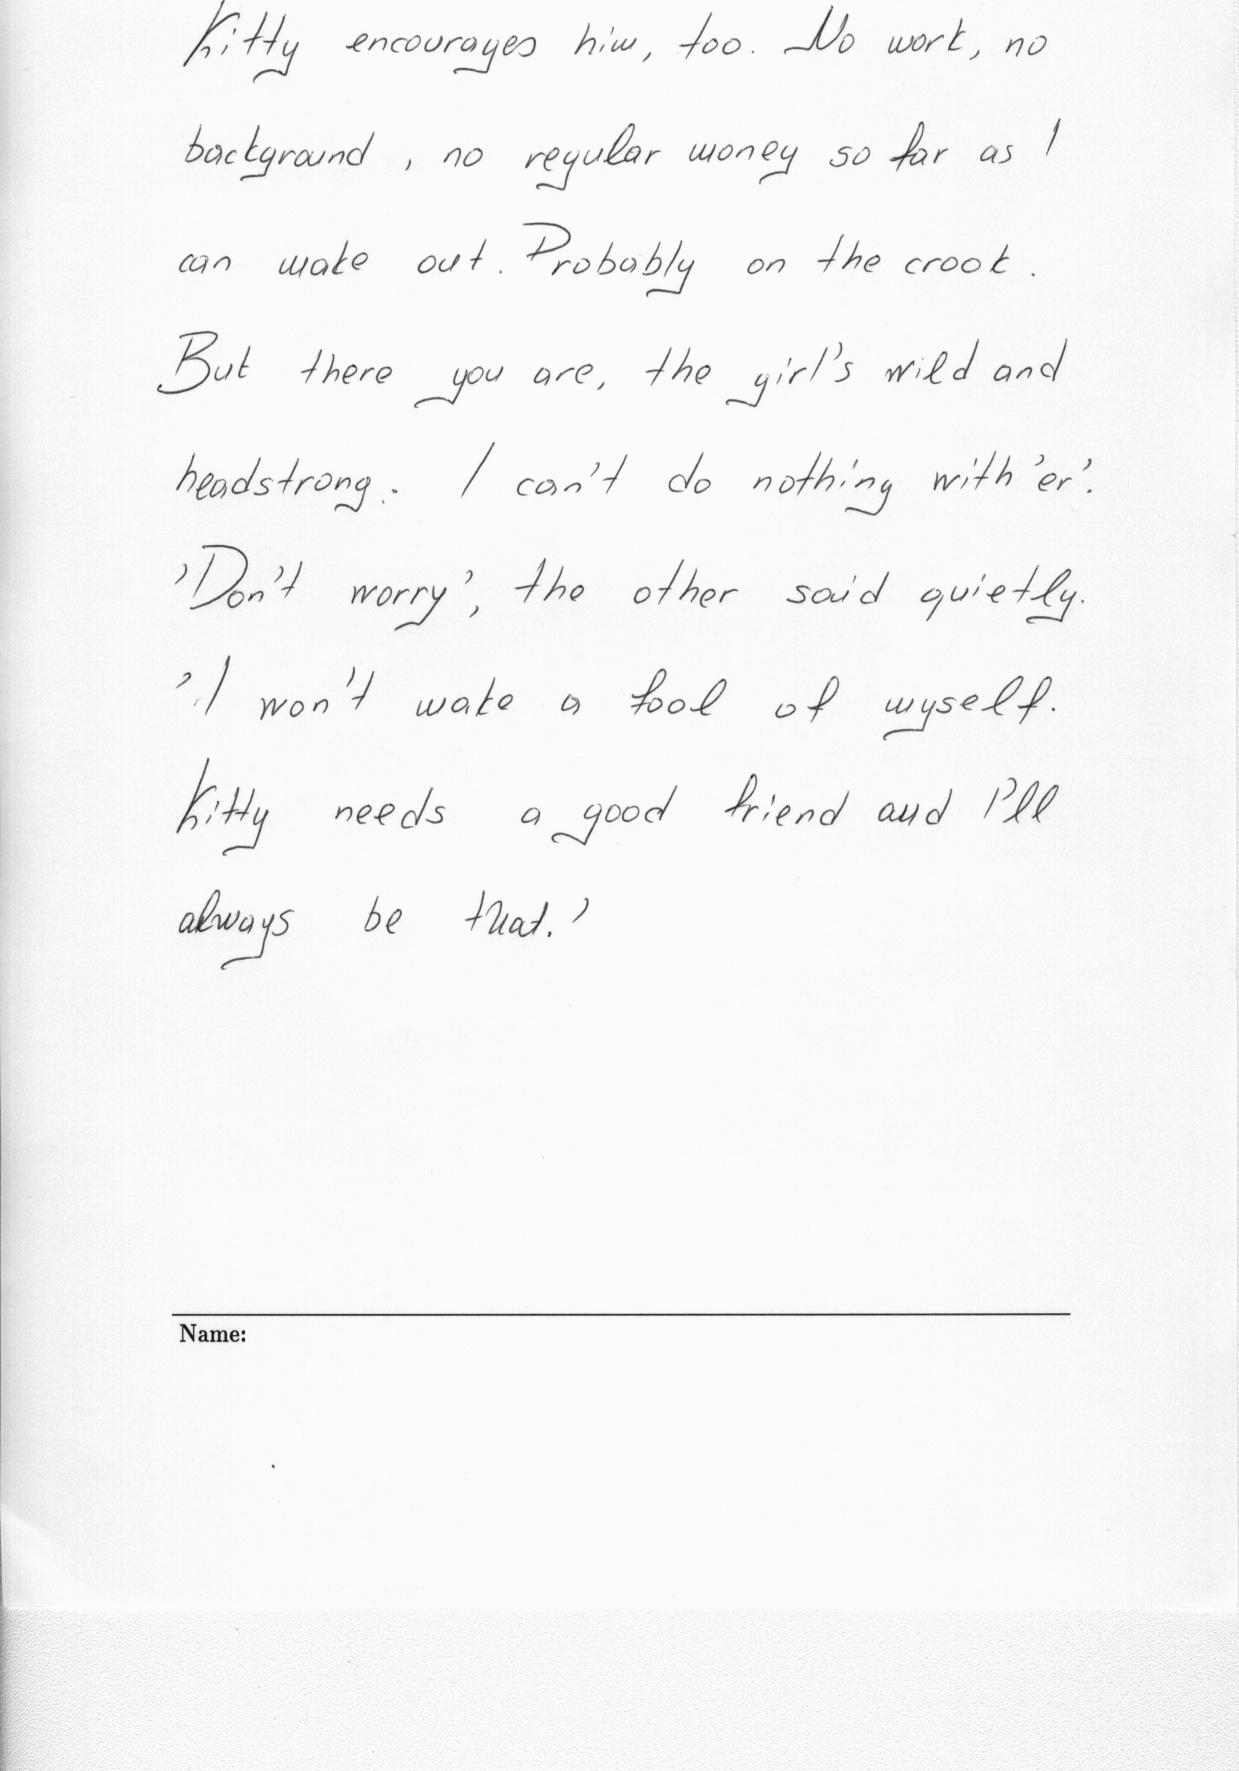 Kitty encourages him, too. No work, no
background, no regular money so far as I
can make out. Probably on the crook.
But there you are, the girl's wild and
headstrong. I can't do nothing with 'er'.
'Don't worry', the other said quietly.
'I won't make a fool of myself.
Kitty needs a good friend and I'll
always be that.'
Name: